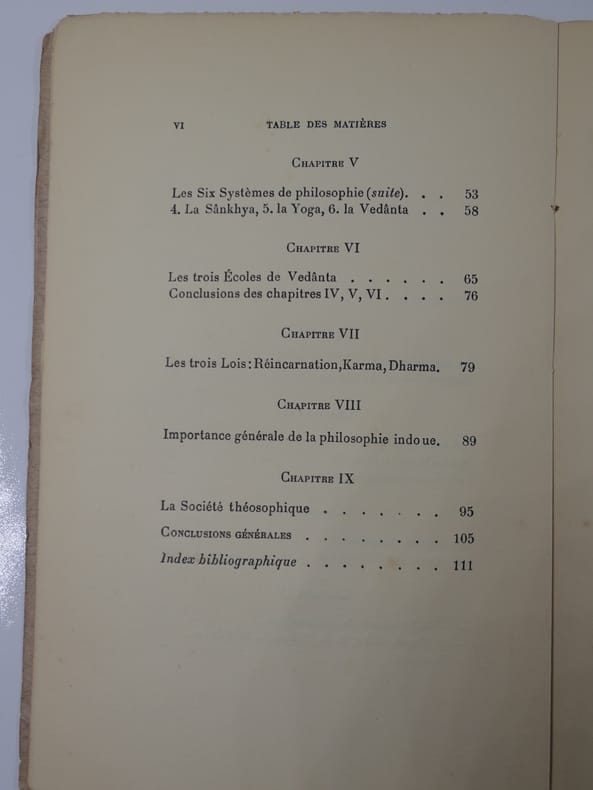 VI TABLE DES MATIÈRES
CHAPITRE V
Les Six Systèmes de philosophie (suite). . . 53
4. La Sânkhya, 5. la Yoga, 6. la Vedânta . . 58
CHAPITRE VI
Les trois Écoles de Vedânta . . . . . . 65
Conclusions des chapitres IV, V, VI. . . . 76
CHAPITRE VII
Les trois Lois: Réincarnation, Karma, Dharma. 79
CHAPITRE VIII
Importance générale de la philosophie indoue. 89
CHAPITRE IX
La Société théosophique . . . . . . . 95
CONCLUSIONS GÉNÉRALES . . . . . . . . 105
Index bibliographique . . . . . . . . 111